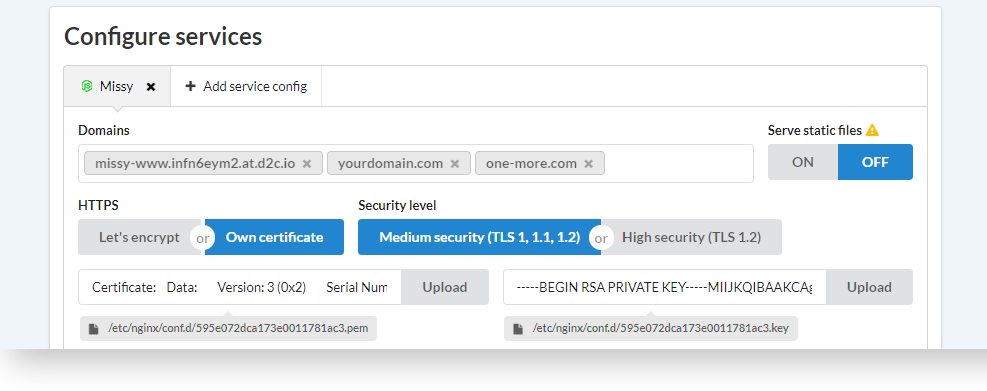 Configure services
Missy ✖ + Add service config
Domains
Serve static files
missy-www.infn6eym2.at.d2c.io ✖ yourdomain.com ✖ one-more.com ✖
ON OFF
HTTPS
Security level
Let's encrypt or Own certificate
Medium security (TLS 1, 1.1, 1.2) or High security (TLS 1.2)
Certificate: Data: Version: 3 (0x2) Serial Num
Upload
-----BEGIN RSA PRIVATE KEY-----MIIJKQIBAAKCAg
Upload
/etc/nginx/conf.d/595e072dca173e0011781ac3.pem
/etc/nginx/conf.d/595e072dca173e0011781ac3.key